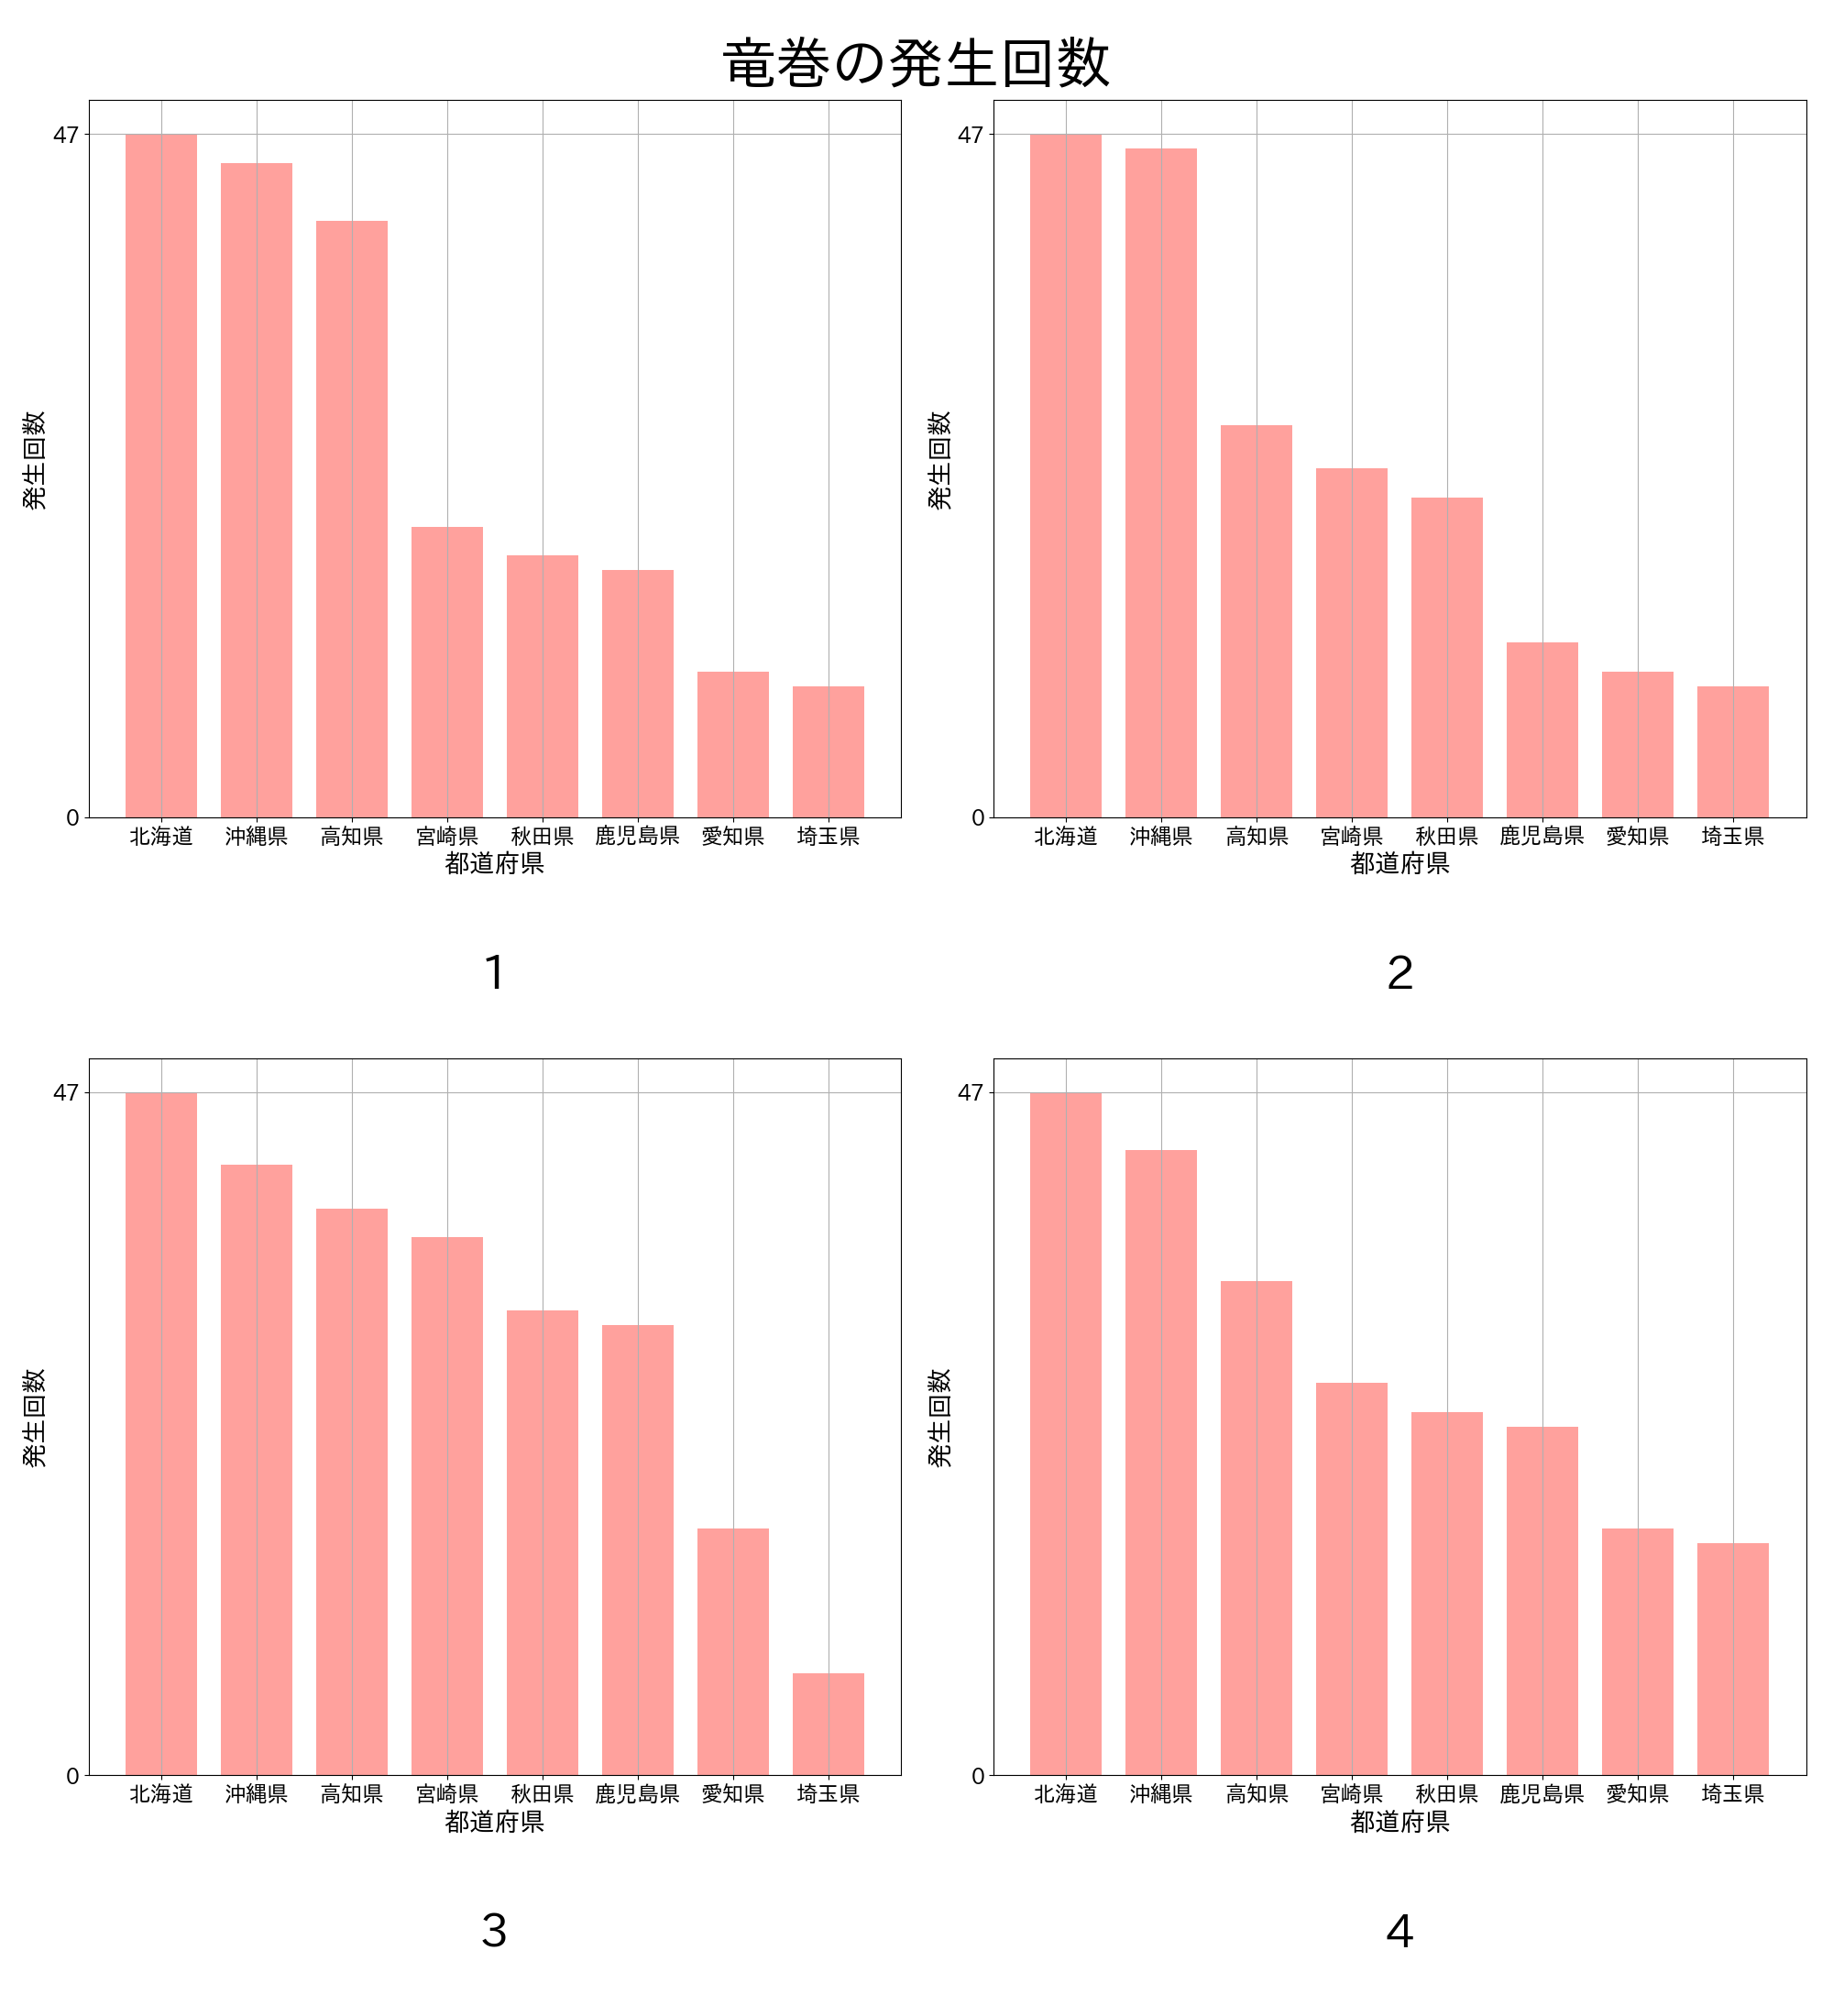 竜巻の発生回数
47
0
発生回数
北海道 沖縄県 高知県 宮崎県 秋田県 鹿児島県 愛知県 埼玉県
都道府県
1
47
0
発生回数
北海道 沖縄県 高知県 宮崎県 秋田県 鹿児島県 愛知県 埼玉県
都道府県
2
47
0
発生回数
北海道 沖縄県 高知県 宮崎県 秋田県 鹿児島県 愛知県 埼玉県
都道府県
3
47
0
発生回数
北海道 沖縄県 高知県 宮崎県 秋田県 鹿児島県 愛知県 埼玉県
都道府県
4